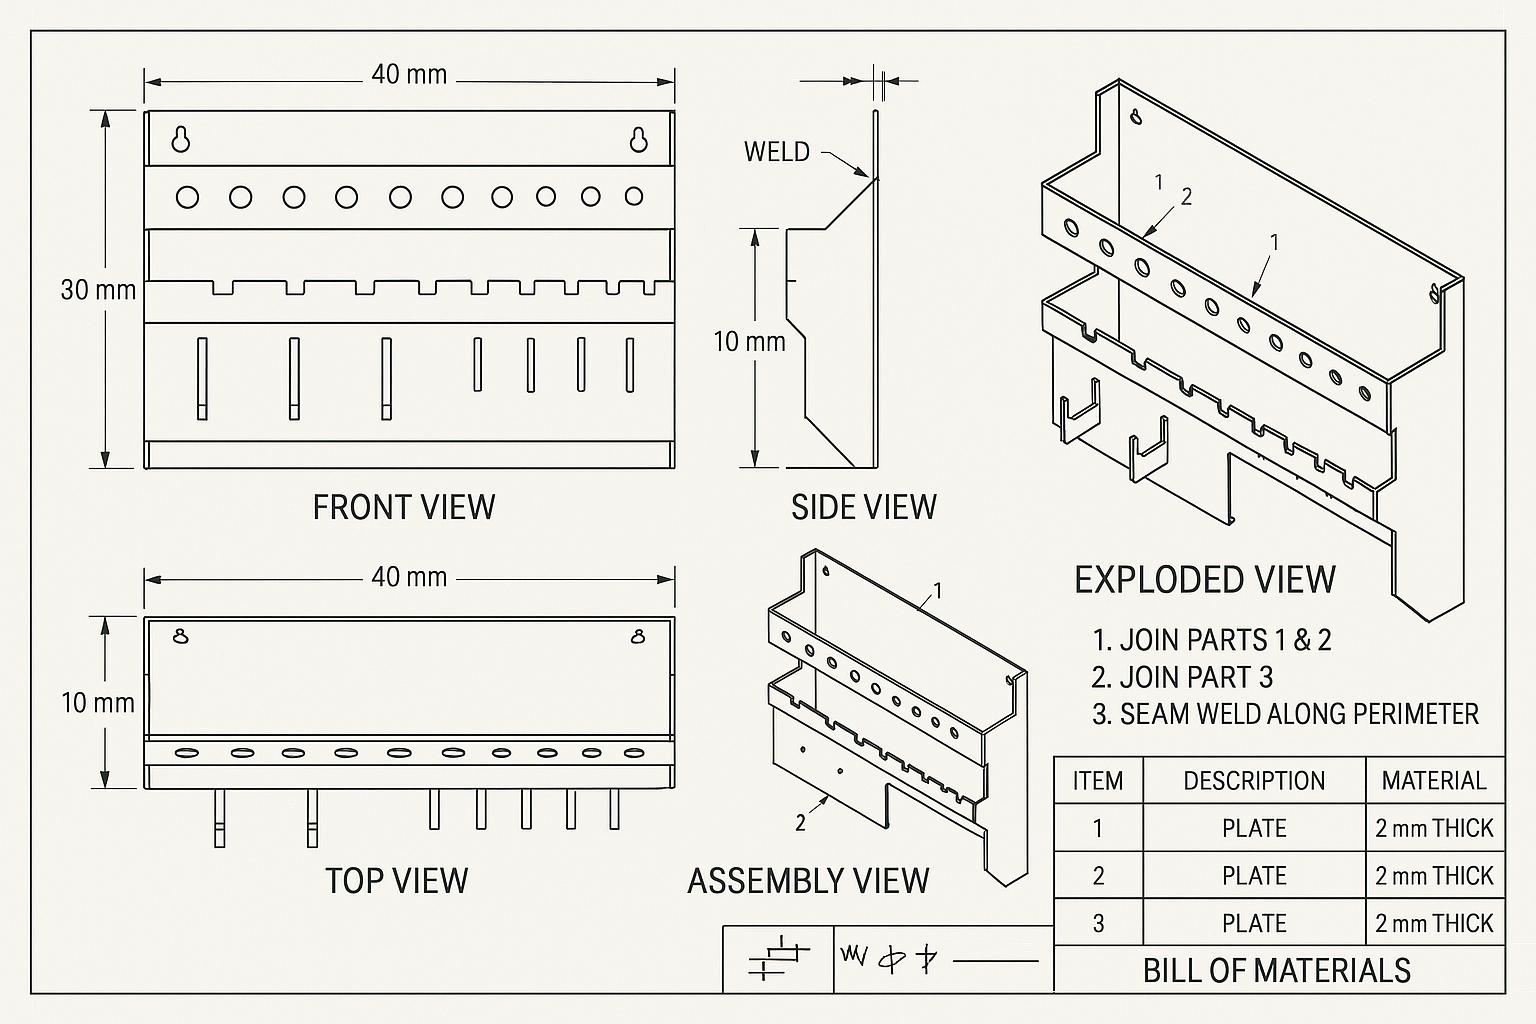 40 mm
30 mm
FRONT VIEW
WELD
10 mm
SIDE VIEW
1
2
1
EXPLODED VIEW
1. JOIN PARTS 1 & 2
2. JOIN PART 3
3. SEAM WELD ALONG PERIMETER
40 mm
10 mm
TOP VIEW
1
2
ASSEMBLY VIEW
ITEM DESCRIPTION MATERIAL
1 PLATE 2 mm THICK
2 PLATE 2 mm THICK
3 PLATE 2 mm THICK
BILL OF MATERIALS